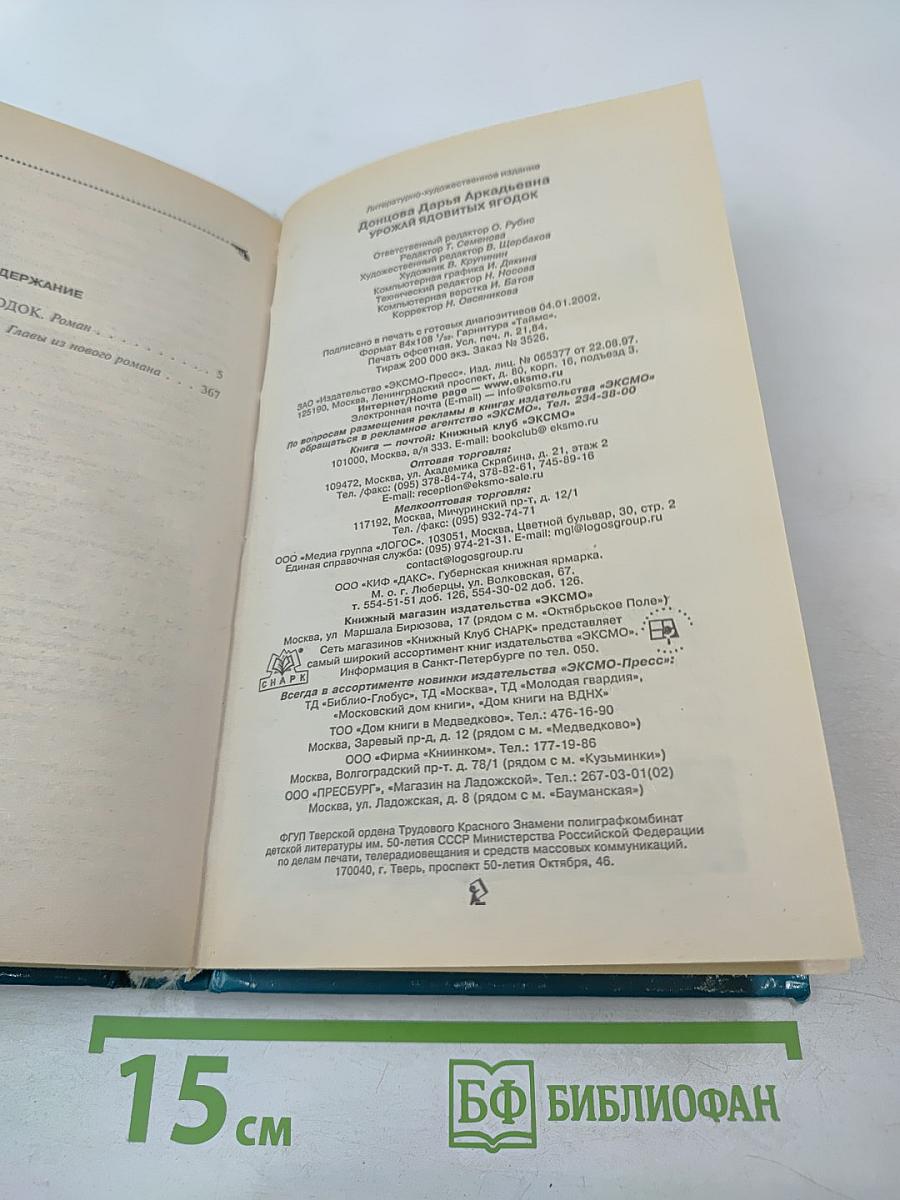 ДЕРЖАНИЕ
ОДОК. Роман . . . . . . . . . . . . 5
Главы из нового романа . . . 367
Литературно-художественное издание
Донцова Дарья Аркадьевна
УРОЖАЙ ЯДОВИТЫХ ЯГОДОК
Ответственный редактор О. Рубис
Редактор Т. Семенова
Художественный редактор В. Щербаков
Художник В. Крупинин
Компьютерная графика И. Дякина
Технический редактор Н. Носова
Компьютерная верстка И. Батов
Корректор Н. Овсяникова
Подписано в печать с готовых диапозитивов 04.01.2002.
Формат 84х108 1/32. Гарнитура «Таймс».
Печать офсетная. Усл. печ. л. 21,84.
Тираж 200 000 экз. Заказ № 3526.
ЗАО «Издательство «ЭКСМО-Пресс». Изд. лиц. № 065377 от 22.08.97.
125190, Москва, Ленинградский проспект, д. 80, корп. 16, подъезд 3.
Интернет/Home page — www.eksmo.ru
Электронная почта (E-mail) — info@eksmo.ru
По вопросам размещения рекламы в книгах издательства «ЭКСМО»
обращаться в рекламное агентство «ЭКСМО». Тел. 234-38-00
Книга — почтой: Книжный клуб «ЭКСМО»
101000, Москва, а/я 333. E-mail: bookclub@ eksmo.ru
Оптовая торговля:
109472, Москва, ул. Академика Скрябина, д. 21, этаж 2
Тел. /факс: (095) 378-84-74, 378-82-61, 745-89-16
E-mail: reception@eksmo-sale.ru
Мелкооптовая торговля:
117192, Москва, Мичуринский пр-т, д. 12/1
Тел. /факс: (095) 932-74-71
ООО «Медиа группа «ЛОГОС». 103051, Москва, Цветной бульвар, 30, стр. 2
Единая справочная служба: (095) 974-21-31. E-mail: mgl@logosgroup.ru
contact@logosgroup.ru
ООО «КИФ «ДАКС». Губернская книжная ярмарка.
М. о. г. Люберцы, ул. Волковская, 67.
т. 554-51-51 доб. 126, 554-30-02 доб. 126.
Книжный магазин издательства «ЭКСМО»
Москва, ул Маршала Бирюзова, 17 (рядом с м. «Октябрьское Поле»)
Сеть магазинов «Книжный Клуб СНАРК» представляет
самый широкий ассортимент книг издательства «ЭКСМО».
Информация в Санкт-Петербурге по тел. 050.
СНАРК
Всегда в ассортименте новинки издательства «ЭКСМО-Пресс»:
ТД «Библио-Глобус», ТД «Москва», ТД «Молодая гвардия»,
«Московский дом книги», «Дом книги на ВДНХ»
ТОО «Дом книги в Медведково». Тел.: 476-16-90
Москва, Заревый пр-д, д. 12 (рядом с м. «Медведково»)
ООО «Фирма «Книинком». Тел.: 177-19-86
Москва, Волгоградский пр-т. д. 78/1 (рядом с м. «Кузьминки»)
ООО «ПРЕСБУРГ», «Магазин на Ладожской». Тел.: 267-03-01(02)
Москва, ул. Ладожская, д. 8 (рядом с м. «Бауманская»)
ФГУП Тверской ордена Трудового Красного Знамени полиграфкомбинат
детской литературы им. 50-летия СССР Министерства Российской Федерации
по делам печати, телерадиовещания и средств массовых коммуникаций.
170040, г. Тверь, проспект 50-летия Октября, 46.
15 см
БФ БИБЛИОФАН